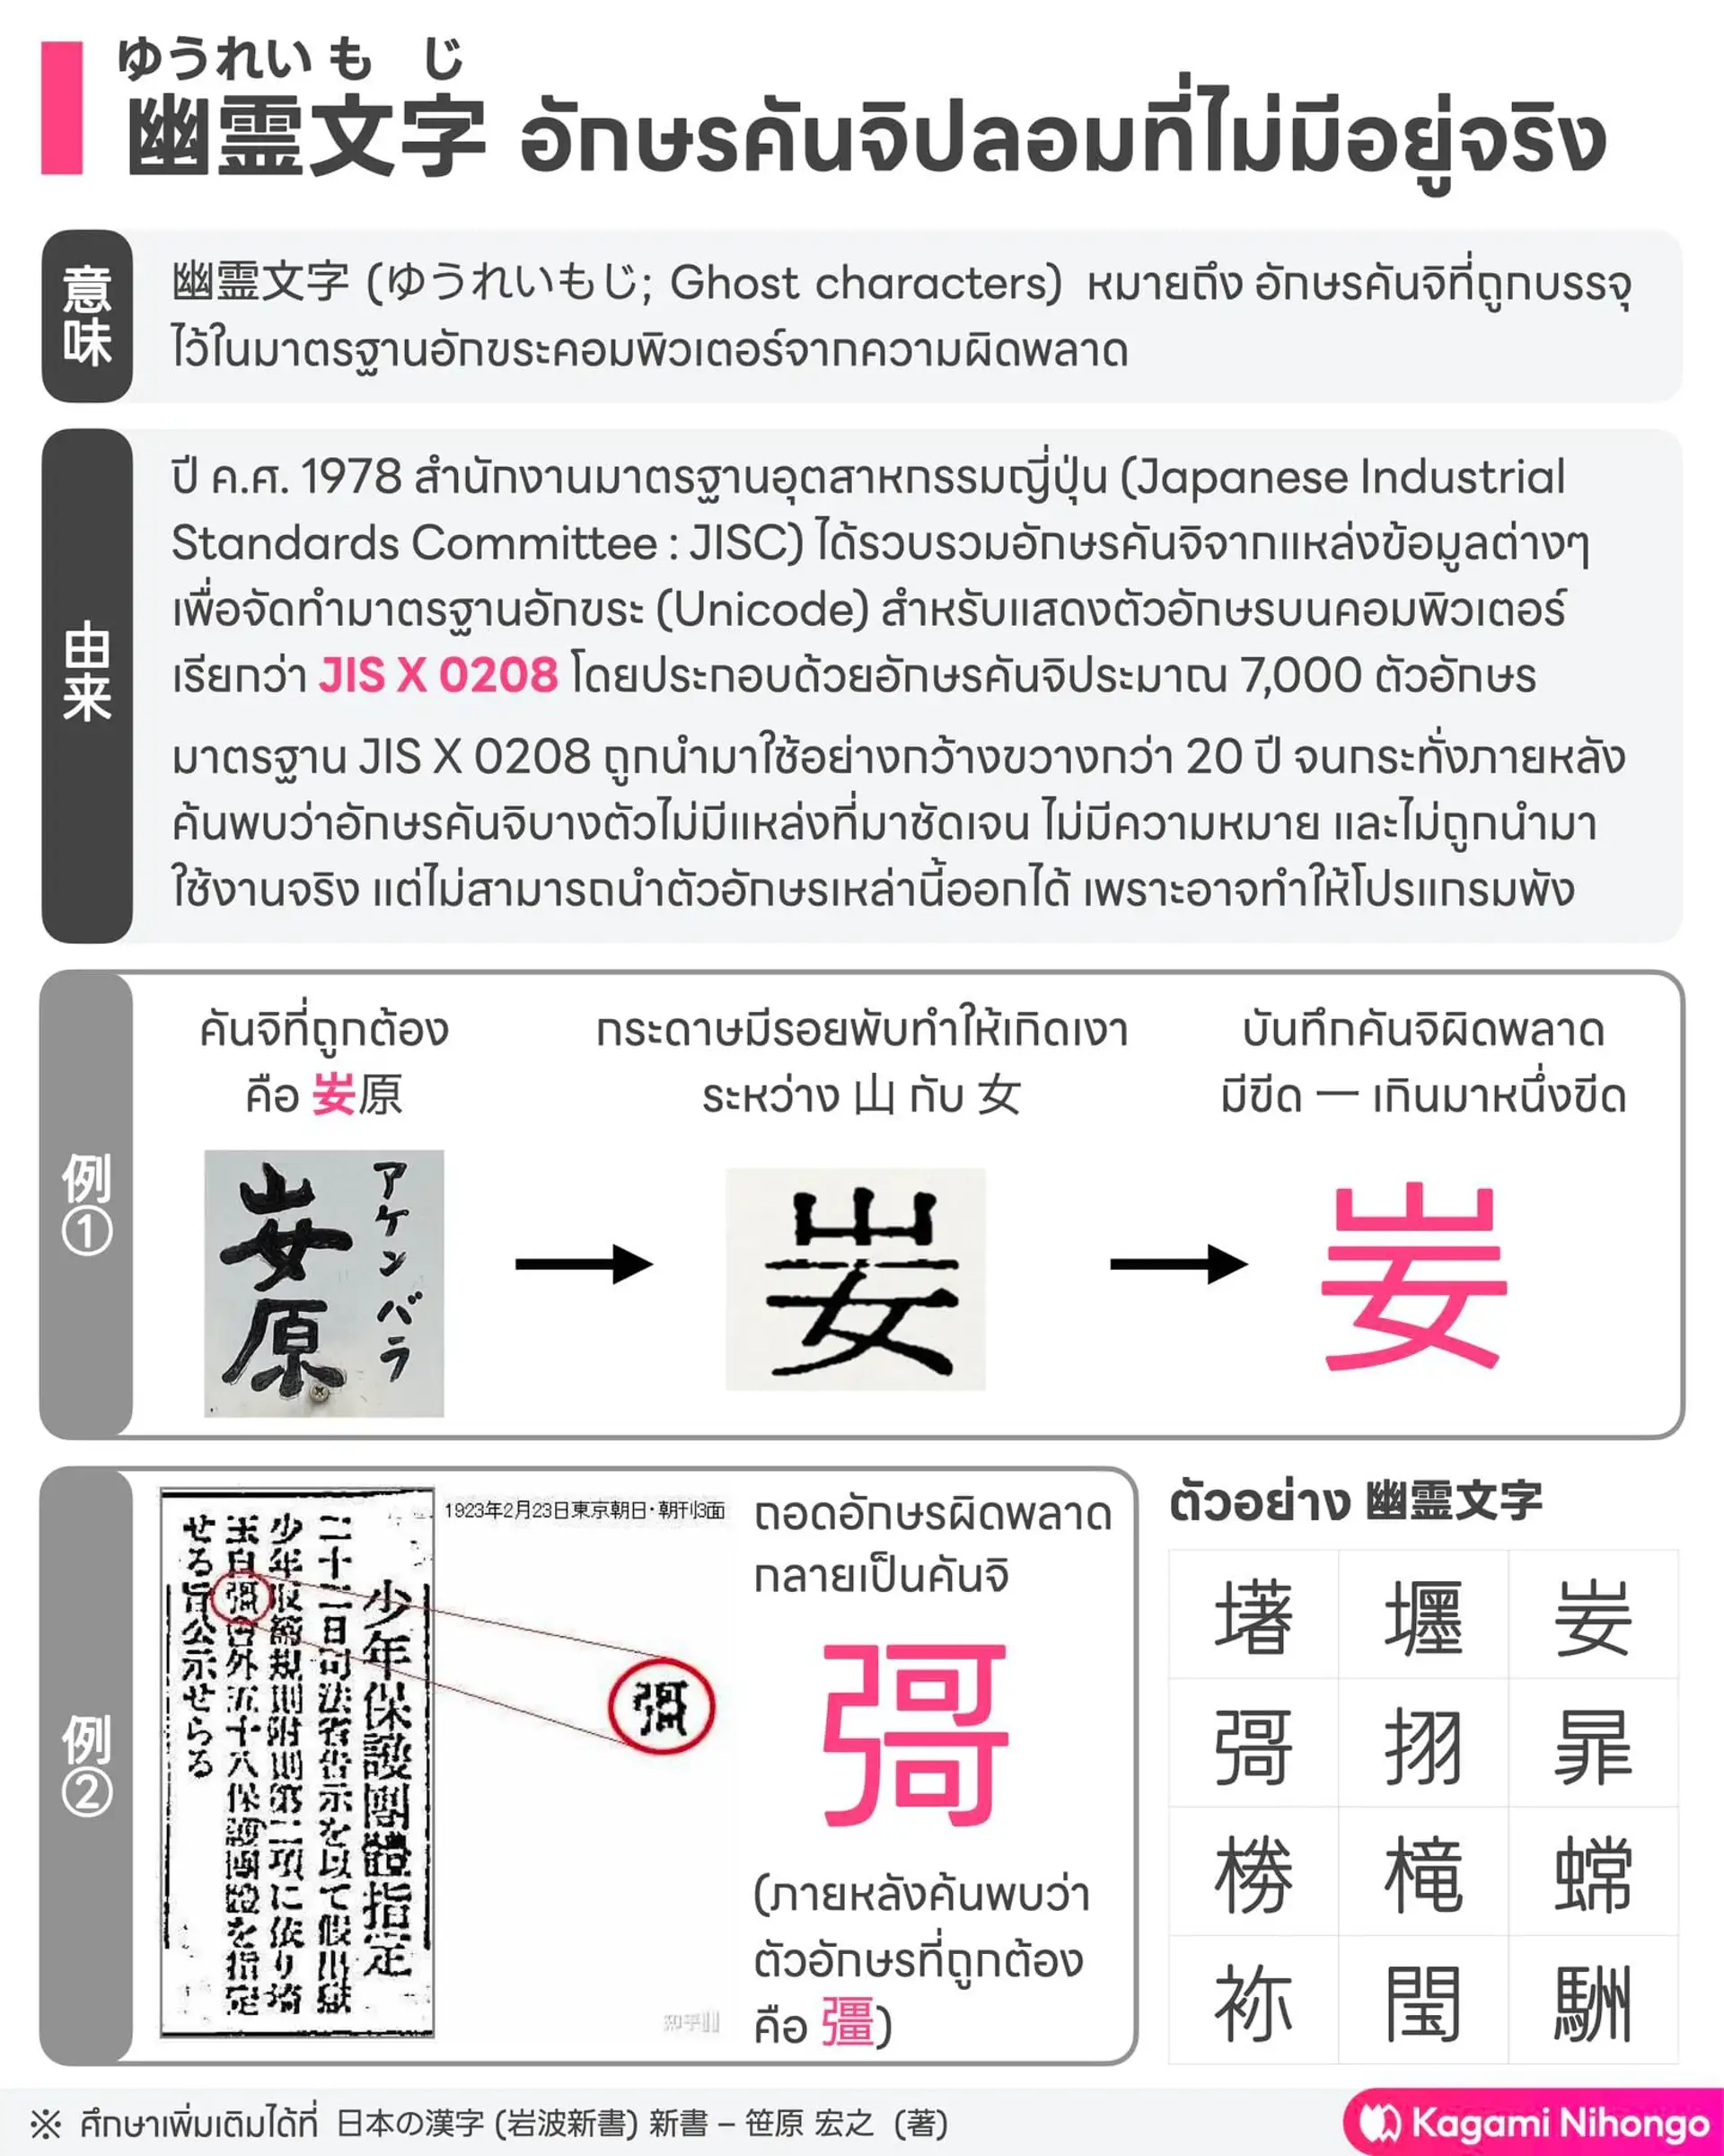 ゆうれい も じ
幽霊文字 อักษรคันจิปลอมที่ไม่มีอยู่จริง
意味
幽霊文字 (ゆうれいもじ; Ghost characters) หมายถึง อักษรคันจิที่ถูกบรรจุ
ไว้ในมาตรฐานอักขระคอมพิวเตอร์จากความผิดพลาด
由来
ปี ค.ศ. 1978 สำนักงานมาตรฐานอุตสาหกรรมญี่ปุ่น (Japanese Industrial
Standards Committee : JISC) ได้รวบรวมอักษรคันจิจากแหล่งข้อมูลต่างๆ
เพื่อจัดทำมาตรฐานอักขระ (Unicode) สำหรับแสดงตัวอักษรบนคอมพิวเตอร์
เรียกว่า JIS X 0208 โดยประกอบด้วยอักษรคันจิประมาณ 7,000 ตัวอักษร
มาตรฐาน JIS X 0208 ถูกนำมาใช้อย่างกว้างขวางกว่า 20 ปี จนกระทั่งภายหลัง
ค้นพบว่าอักษรคันจิบางตัวไม่มีแหล่งที่มาชัดเจน ไม่มีความหมาย และไม่ถูกนำมา
ใช้งานจริง แต่ไม่สามารถนำตัวอักษรเหล่านี้ออกได้ เพราะอาจทำให้โปรแกรมพัง
例①
คันจิที่ถูกต้อง
คือ 𡚴原
アケンバラ
𡚴原
กระดาษมีรอยพับทำให้เกิดเงา
ระหว่าง 山 กับ 女
บันทึกคันจิผิดพลาด
มีขีด 一 เกินมาหนึ่งขีด
妛
例②
1923年2月23日東京朝日・朝刊3面
少年保護團體指定
二十二日司法省告示を以て假川獄
少年
外五十八保護團體を指定
せる旨公示せらる
ถอดอักษรผิดพลาด
กลายเป็นคันจิ
彁
(ภายหลังค้นพบว่า
ตัวอักษรที่ถูกต้อง
คือ 彊)
ตัวอย่าง 幽霊文字
墸 壥 妛
彁 挧 暃
椦 槞 蟐
袮 閠 駲
※ ศึกษาเพิ่มเติมได้ที่ 日本の漢字 (岩波新書) 新書 – 笹原 宏之 (著)
Kagami Nihongo